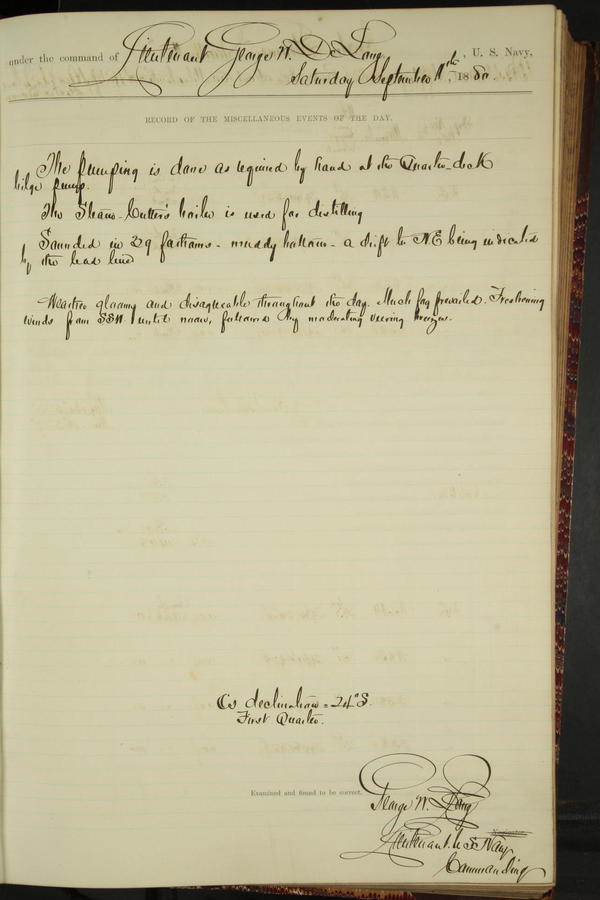 under the command of Lieutenant George W. De Long, U. S. Navy,
Saturday September 11th, 1880.
RECORD OF THE MISCELLANEOUS EVENTS OF THE DAY.
The pumping is done as required by hand at the Quarter-deck
bilge pump.
The Steam-Cutter's boiler is used for distilling
Sounded in 29 fathoms - muddy bottom - a drift to NE being indicated
by the lead line
Weather gloomy and disagreeable throughout the day. Much fog prevailed. Freshening
winds from SSW until noon, followed by moderating veering breezes.
☾'s declination = 24° S.
First Quarter.
Examined and found to be correct.
George W. De Long
Lieutenant U. S. Navy
Commanding